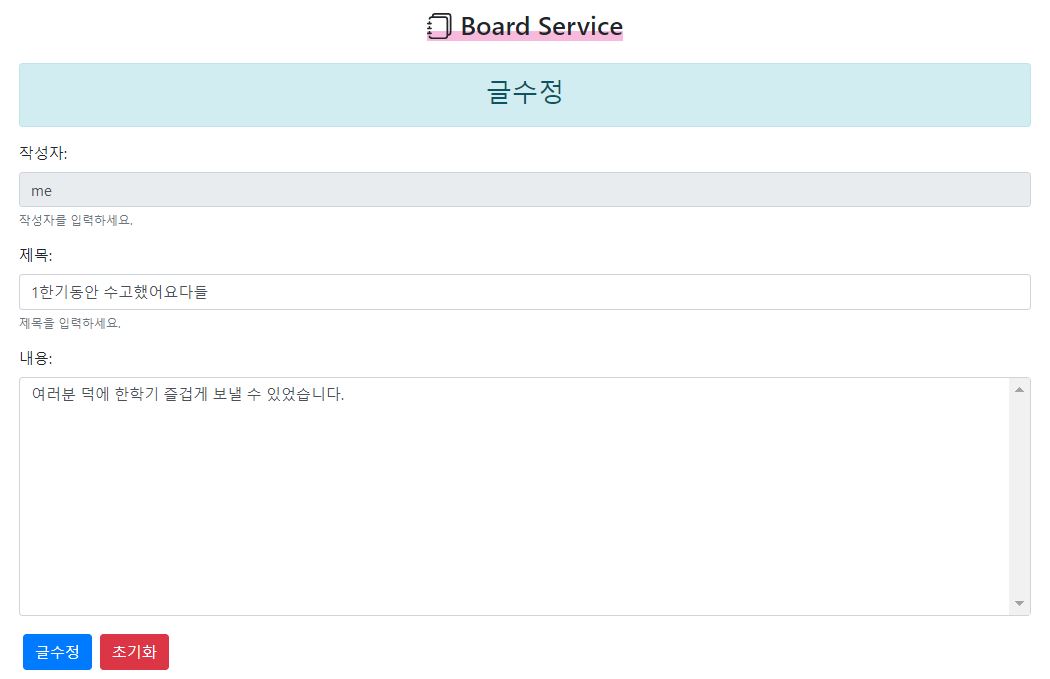 Board Service
글수정
작성자:
me
작성자를 입력하세요.
제목:
1한기동안 수고했어요다들
제목을 입력하세요.
내용:
여러분 덕에 한학기 즐겁게 보낼 수 있었습니다.
글수정 초기화